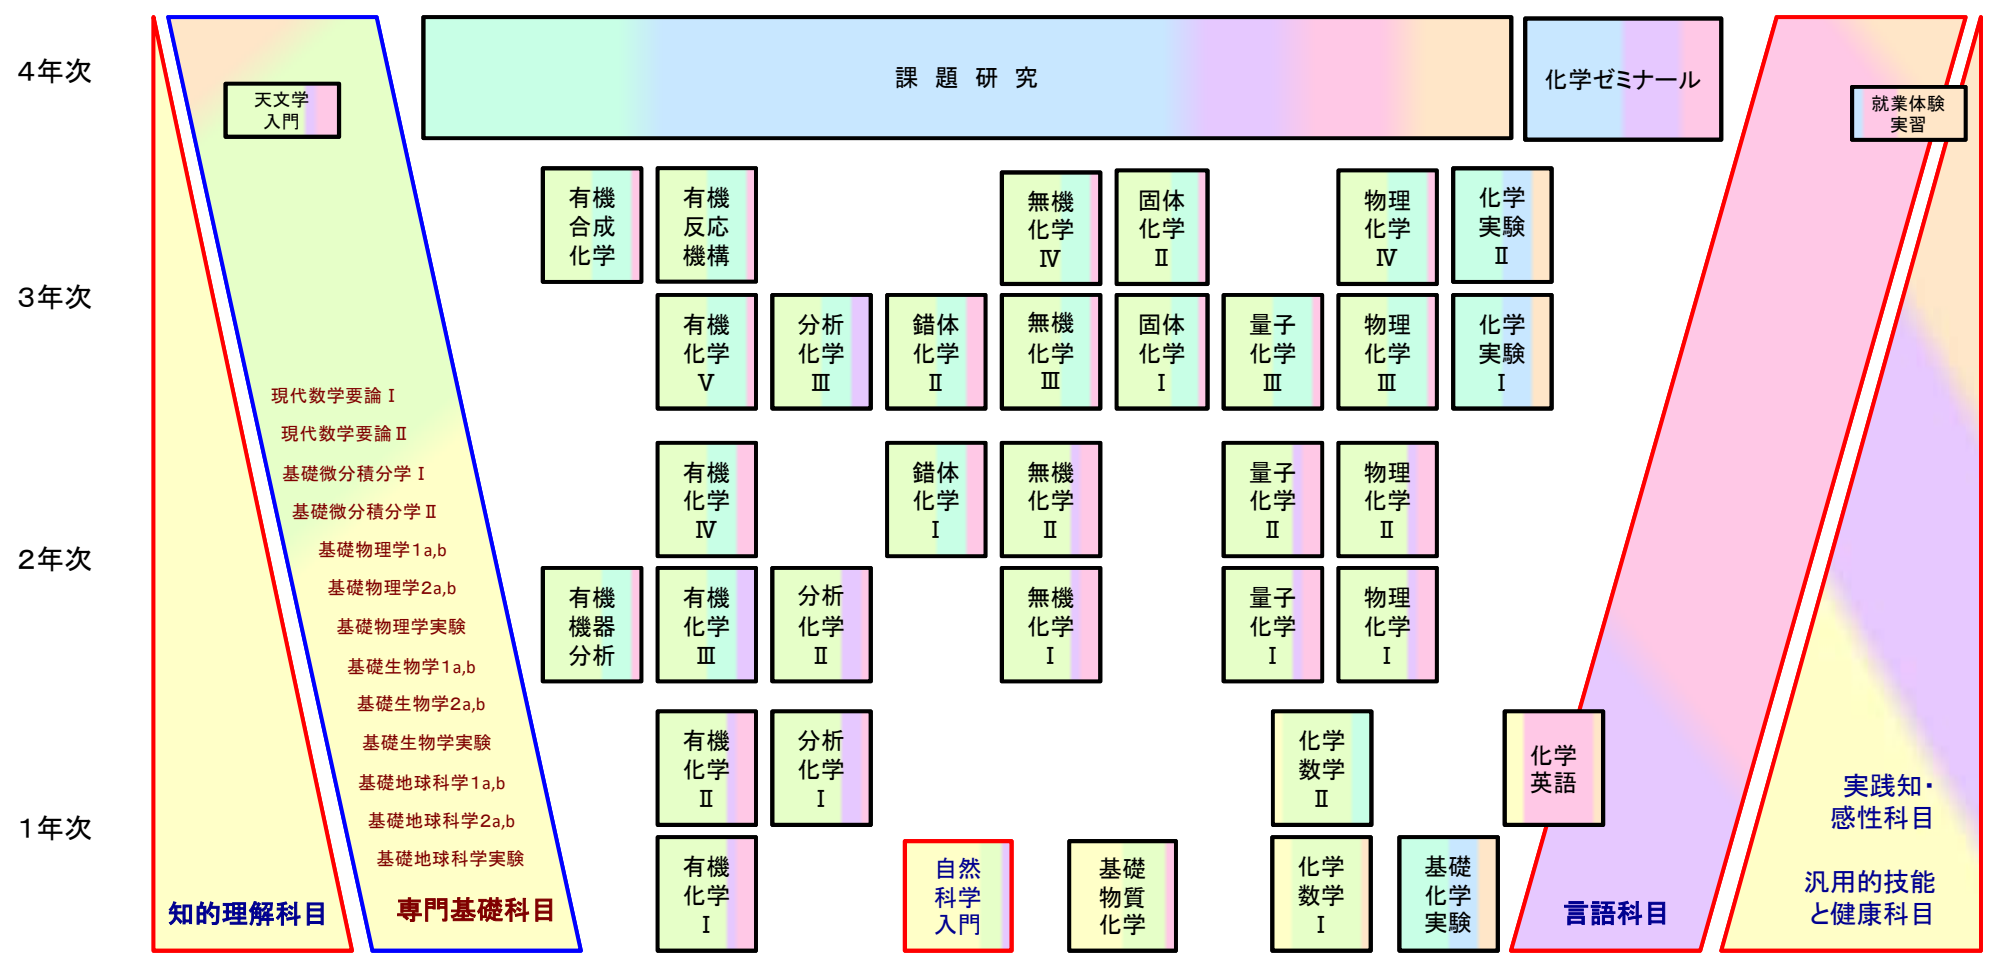 4年次
天文学
入門
課題研究
化学ゼミナール
就業体験
実習
3年次
有機
合成
化学
有機
反応
機構
無機
化学
Ⅳ
固体
化学
Ⅱ
物理
化学
Ⅳ
化学
実験
Ⅱ
有機
化学
Ⅴ
分析
化学
Ⅲ
錯体
化学
Ⅱ
無機
化学
Ⅲ
固体
化学
Ⅰ
量子
化学
Ⅲ
物理
化学
Ⅲ
化学
実験
Ⅰ
現代数学要論Ⅰ
現代数学要論Ⅱ
基礎微分積分学Ⅰ
基礎微分積分学Ⅱ
基礎物理学1a,b
基礎物理学2a,b
基礎物理学実験
基礎生物学1a,b
基礎生物学2a,b
基礎生物学実験
基礎地球科学1a,b
基礎地球科学2a,b
基礎地球科学実験
2年次
有機
化学
Ⅳ
錯体
化学
Ⅰ
無機
化学
Ⅱ
量子
化学
Ⅱ
物理
化学
Ⅱ
有機
機器
分析
有機
化学
Ⅲ
分析
化学
Ⅱ
無機
化学
Ⅰ
量子
化学
Ⅰ
物理
化学
Ⅰ
1年次
有機
化学
Ⅱ
分析
化学
Ⅰ
化学
数学
Ⅱ
化学
英語
有機
化学
Ⅰ
自然
科学
入門
基礎
物質
化学
化学
数学
Ⅰ
基礎
化学
実験
知的理解科目
専門基礎科目
言語科目
実践知・
感性科目
汎用的技能
と健康科目